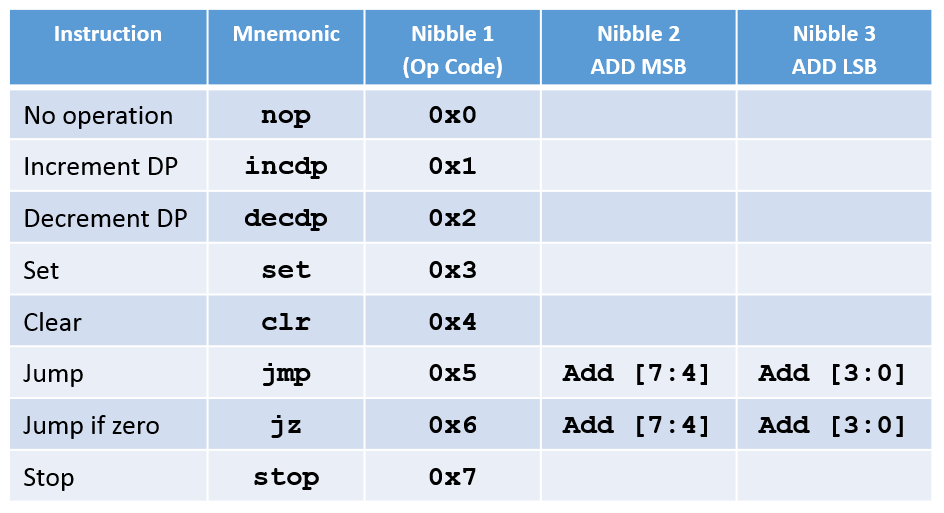 Instruction Mnemonic Nibble 1 Nibble 2 Nibble 3
(Op Code) ADD MSB ADD LSB
No operation nop 0x0
Increment DP incdp 0x1
Decrement DP decdp 0x2
Set set 0x3
Clear clr 0x4
Jump jmp 0x5 Add [7:4] Add [3:0]
Jump if zero jz 0x6 Add [7:4] Add [3:0]
Stop stop 0x7